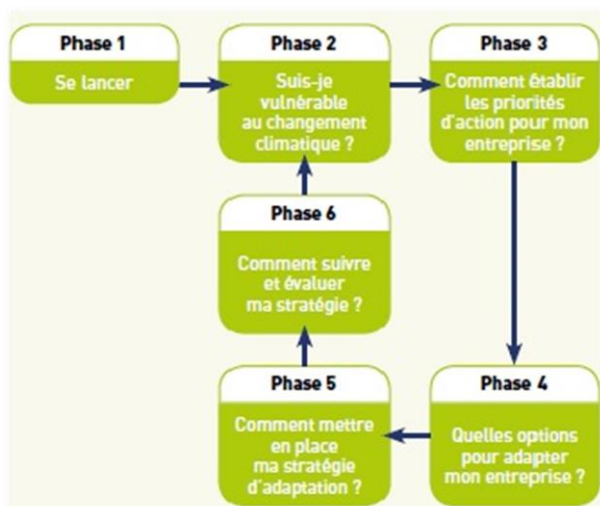 Phase 1
Se lancer
Phase 2
Suis-je
vulnérable
au changement
climatique ?
Phase 3
Comment établir
les priorités
d'action pour mon
entreprise ?
Phase 4
Quelles options
pour adapter
mon entreprise ?
Phase 5
Comment mettre
en place
ma stratégie
d'adaptation ?
Phase 6
Comment suivre
et évaluer
ma stratégie ?